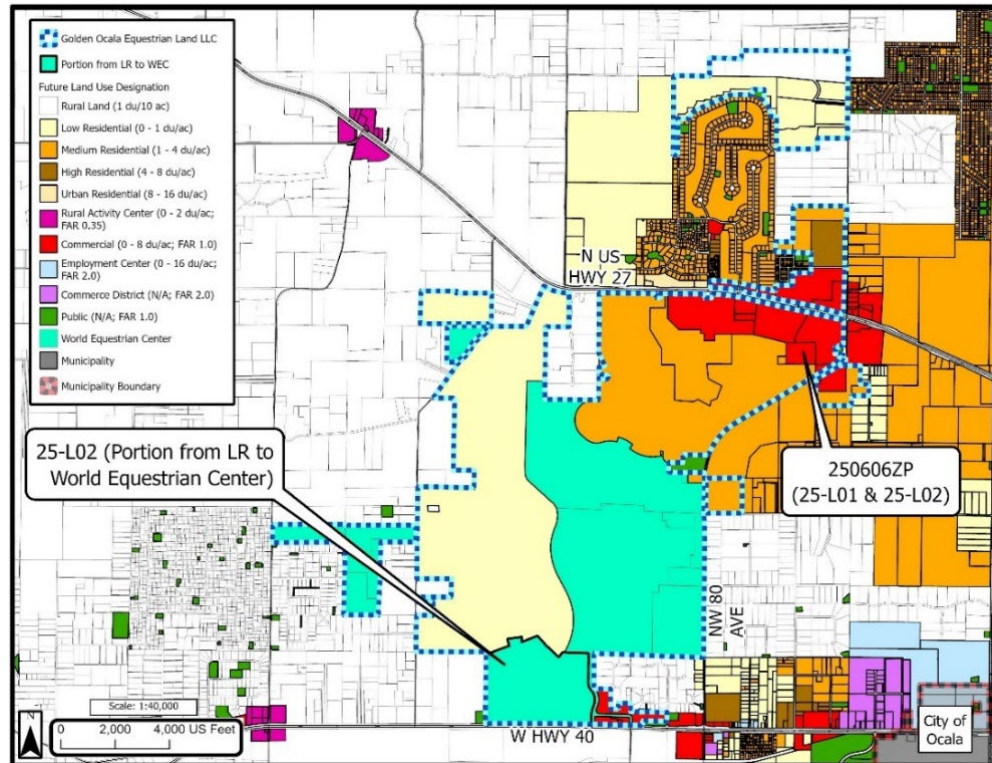 Golden Ocala Equestrian Land LLC
Portion from LR to WEC
Future Land Use Designation
Rural Land (1 du/10 ac)
Low Residential (0 - 1 du/ac)
Medium Residential (1 - 4 du/ac)
High Residential (4 - 8 du/ac)
Urban Residential (8 - 16 du/ac)
Rural Activity Center (0 - 2 du/ac;
FAR 0.35)
Commercial (0 - 8 du/ac; FAR 1.0)
Employment Center (0 - 16 du/ac;
FAR 2.0)
Commerce District (N/A; FAR 2.0)
Public (N/A; FAR 1.0)
World Equestrian Center
Municipality
Municipality Boundary
N US
HWY 27
25-L02 (Portion from LR to
World Equestrian Center)
250606ZP
(25-L01 & 25-L02)
NW 80
AVE
Scale: 1:40,000
N
0 2,000 4,000 US Feet
W HWY 40
City of
Ocala